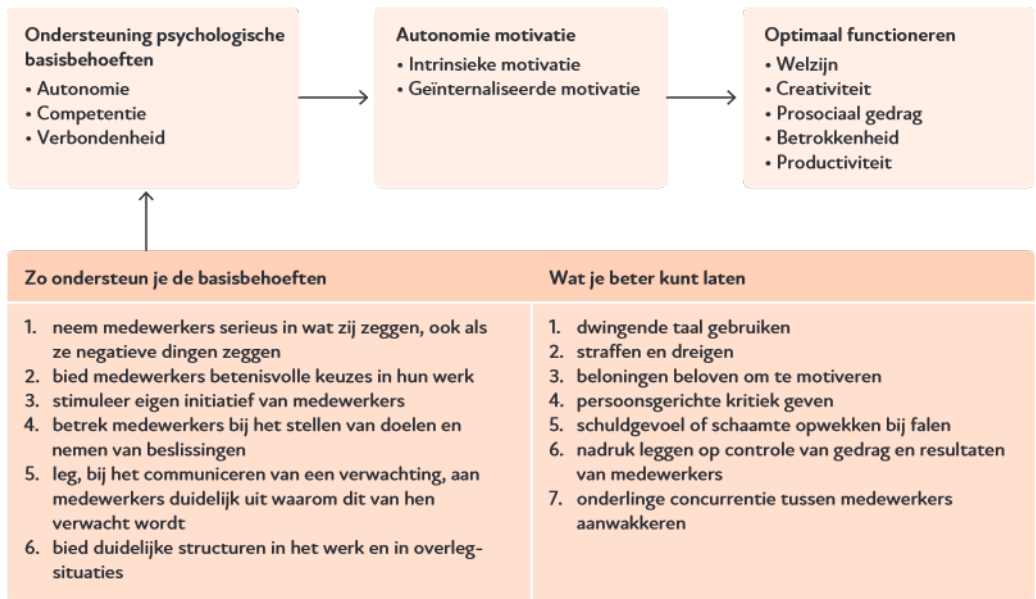 Ondersteuning psychologische
basisbehoeften
• Autonomie
• Competentie
• Verbondenheid
Autonomie motivatie
• Intrinsieke motivatie
• Geïnternaliseerde motivatie
Optimaal functioneren
• Welzijn
• Creativiteit
• Prosociaal gedrag
• Betrokkenheid
• Productiviteit
Zo ondersteun je de basisbehoeften
1. neem medewerkers serieus in wat zij zeggen, ook als
ze negatieve dingen zeggen
2. bied medewerkers betenisvolle keuzes in hun werk
3. stimuleer eigen initiatief van medewerkers
4. betrek medewerkers bij het stellen van doelen en
nemen van beslissingen
5. leg, bij het communiceren van een verwachting, aan
medewerkers duidelijk uit waarom dit van hen
verwacht wordt
6. bied duidelijke structuren in het werk en in overleg-
situaties
Wat je beter kunt laten
1. dwingende taal gebruiken
2. straffen en dreigen
3. beloningen beloven om te motiveren
4. persoonsgerichte kritiek geven
5. schuldgevoel of schaamte opwekken bij falen
6. nadruk leggen op controle van gedrag en resultaten
van medewerkers
7. onderlinge concurrentie tussen medewerkers
aanwakkeren